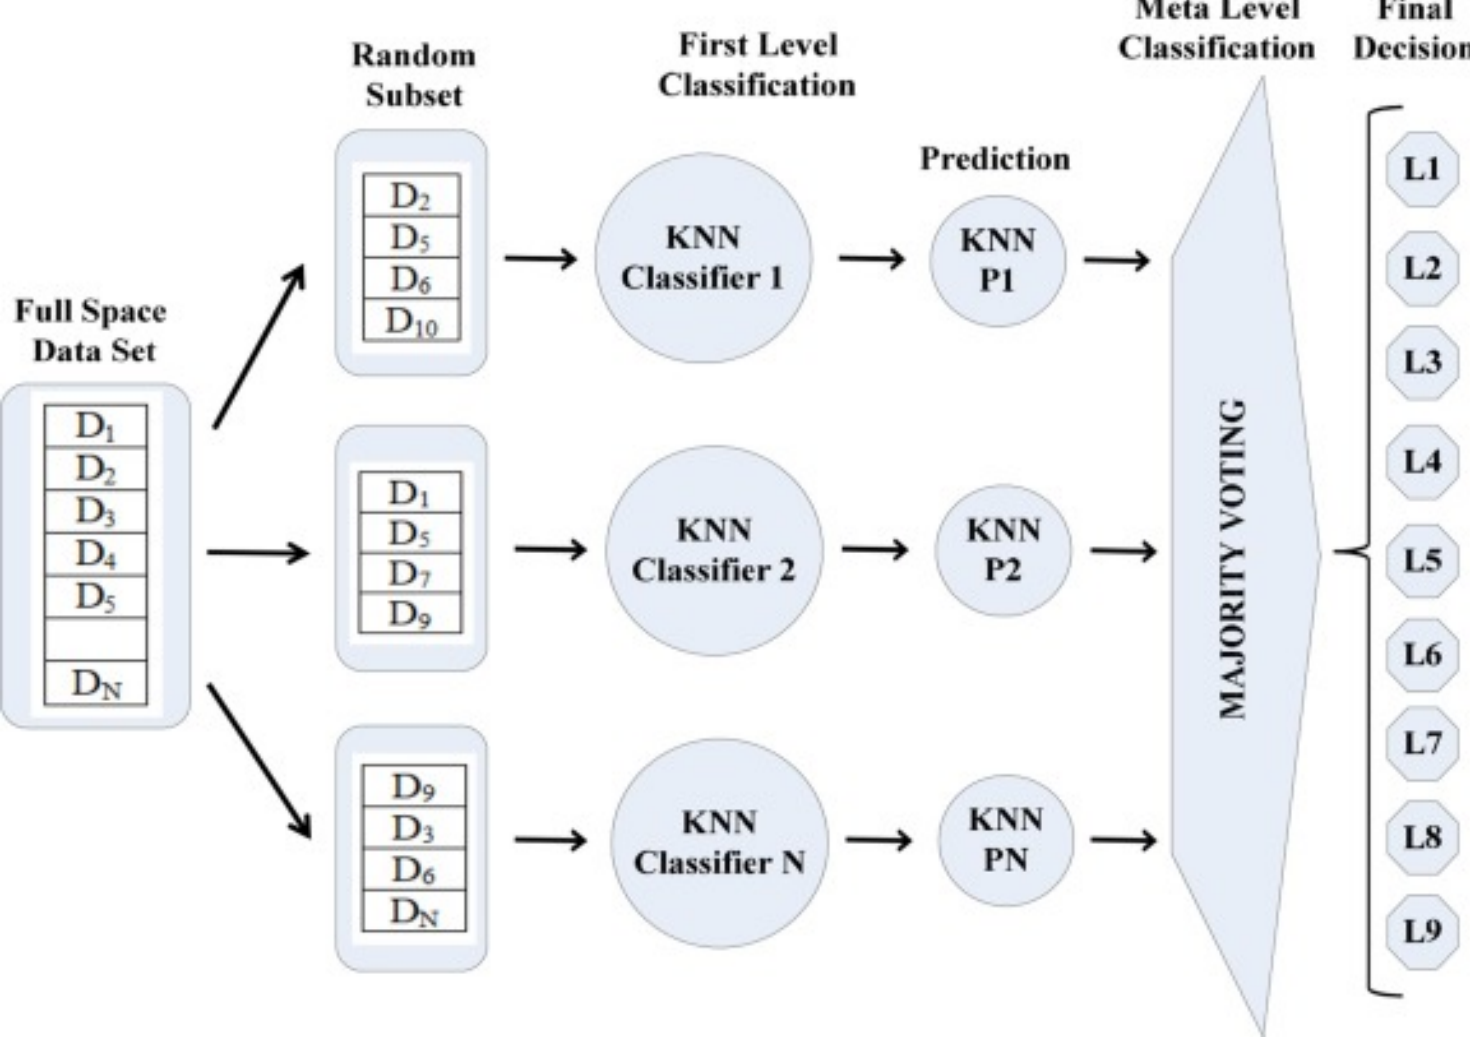 Meta Level
Classification
Final
Decision
First Level
Classification
Random
Subset
Prediction
Full Space
Data Set
D1
D2
D3
D4
D5
DN
D2
D5
D6
D10
KNN
Classifier 1
KNN
P1
D1
D5
D7
D9
KNN
Classifier 2
KNN
P2
D9
D3
D6
DN
KNN
Classifier N
KNN
PN
MAJORITY VOTING
L1
L2
L3
L4
L5
L6
L7
L8
L9